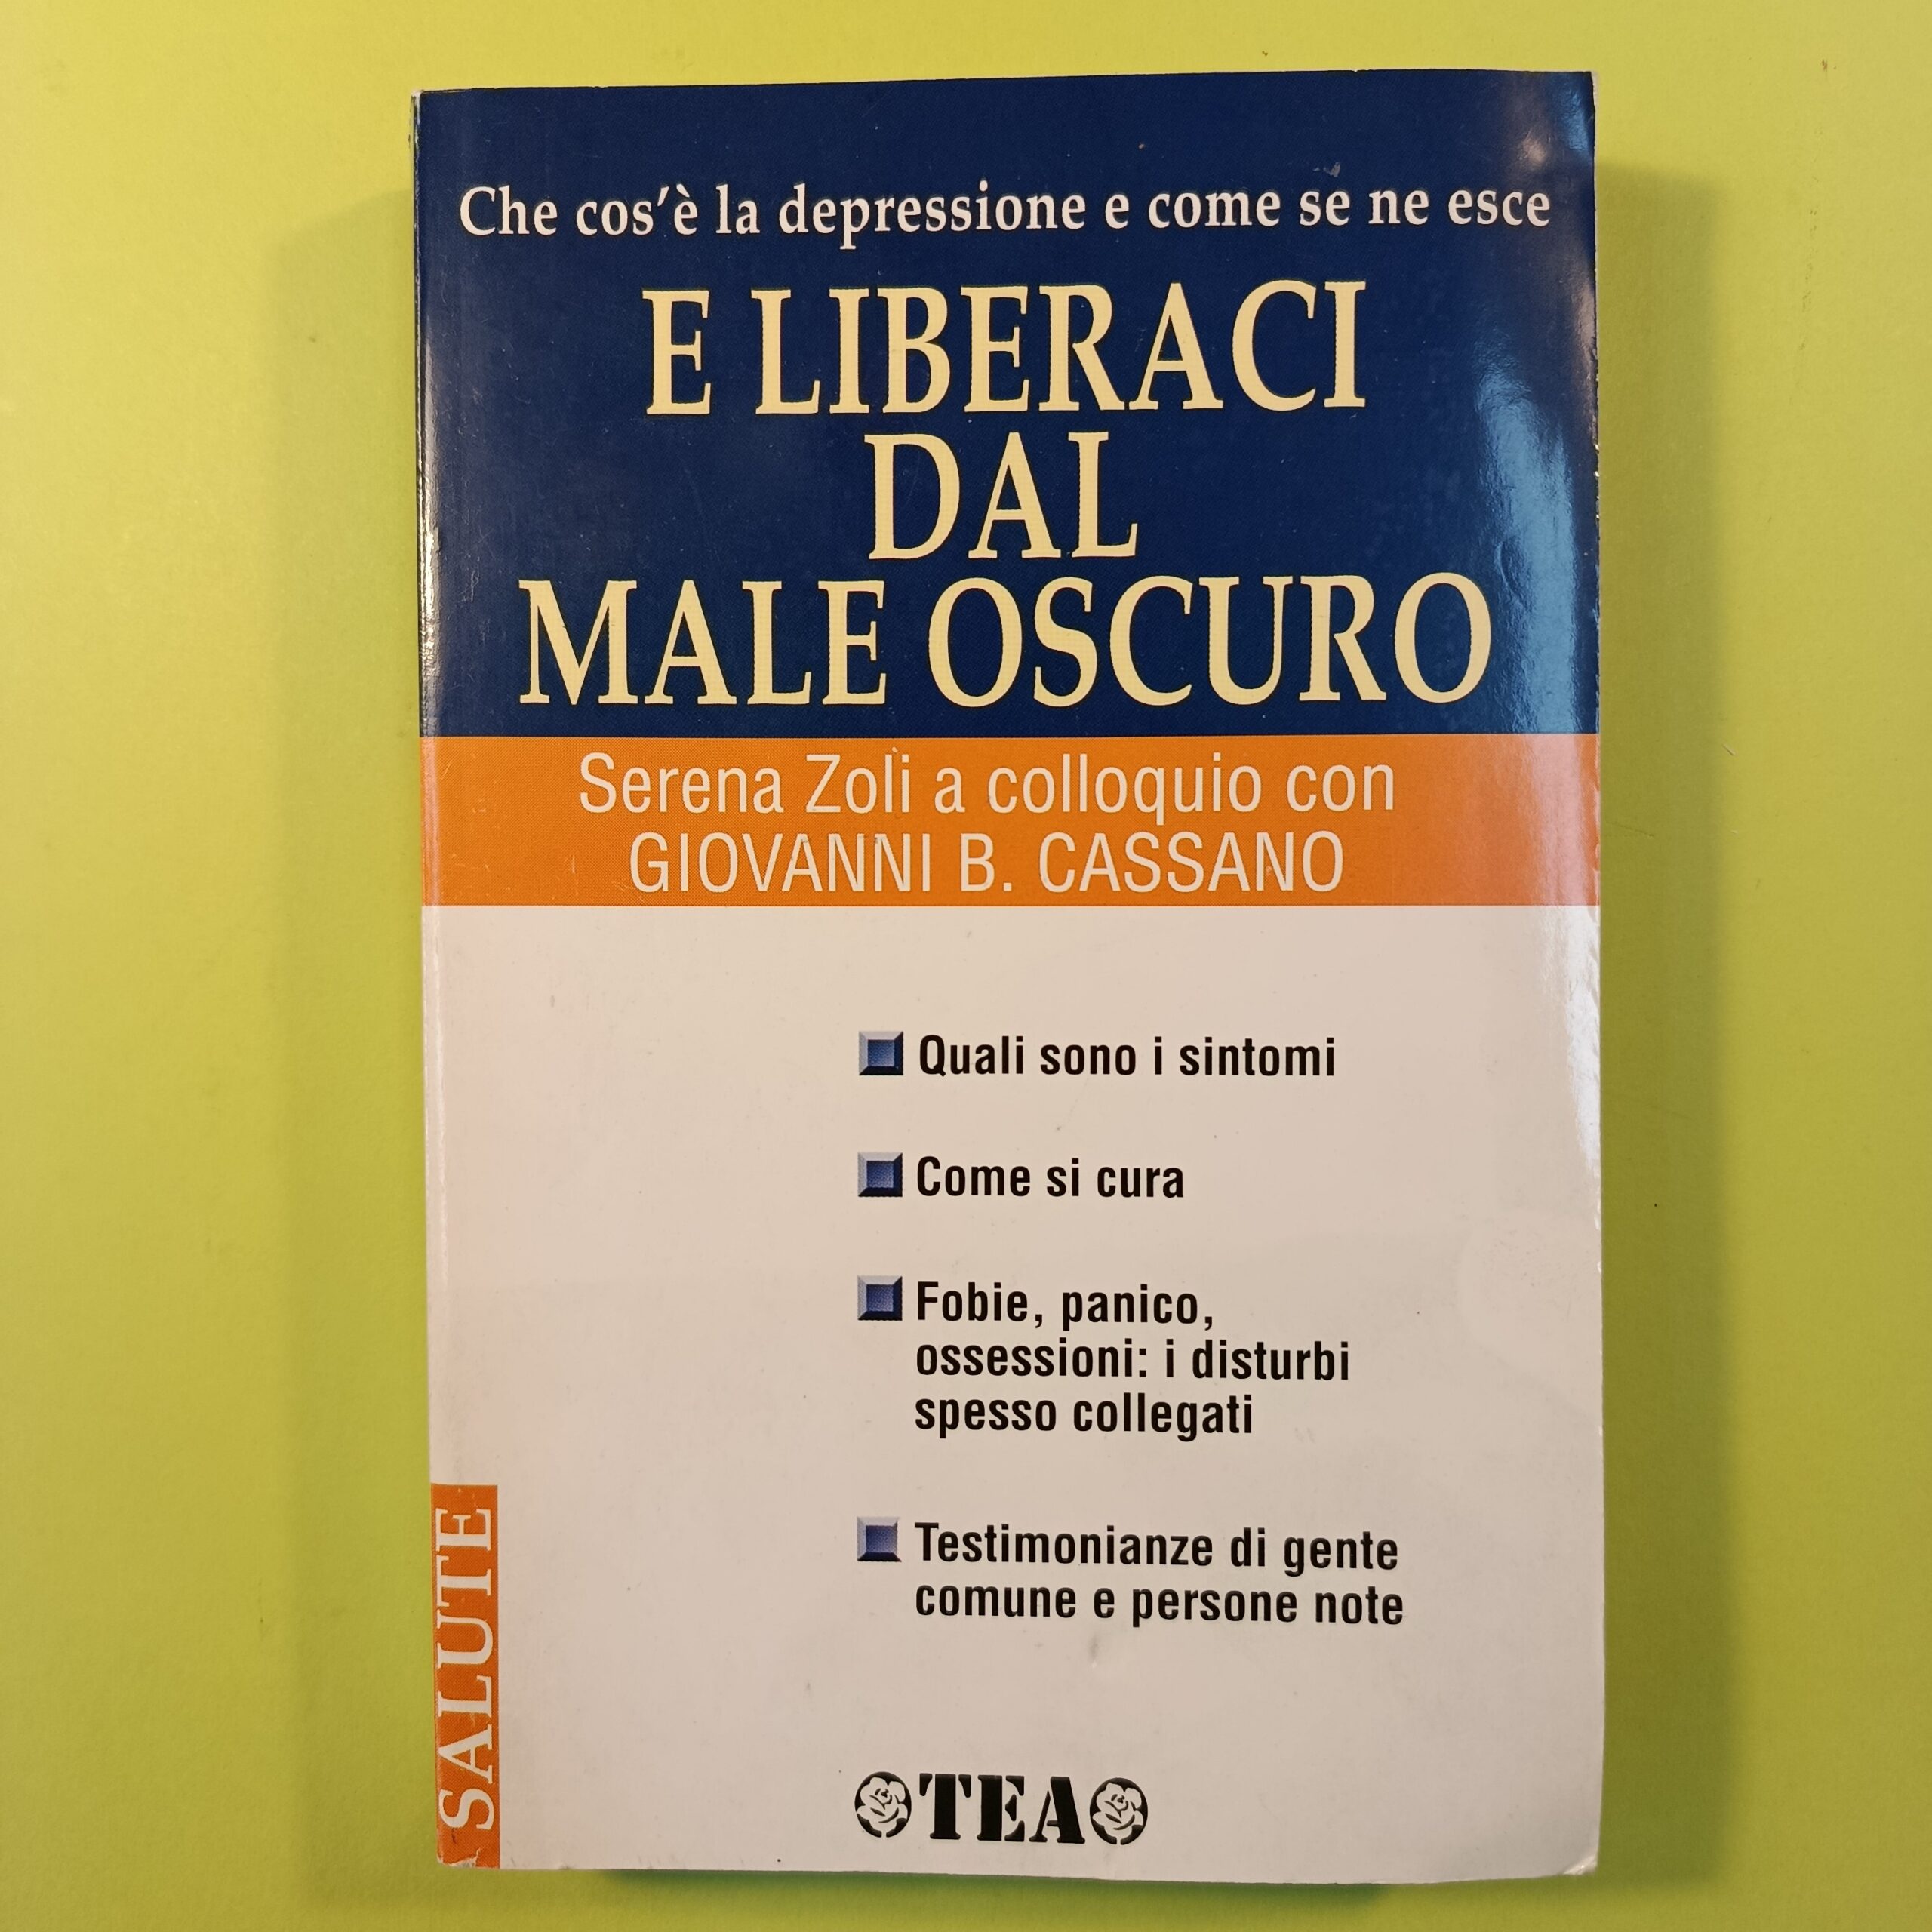 Che cos'è la depressione e come se ne esce
E LIBERACI
DAL
MALE OSCURO
Serena Zoli a colloquio con
GIOVANNI B. CASSANO
Quali sono i sintomi
Come si cura
Fobie, panico,
ossessioni: i disturbi
spesso collegati
Testimonianze di gente
comune e persone note
SALUTE
TEA